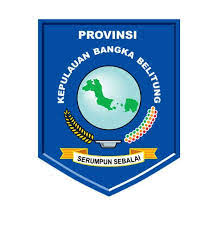 PROVINSI
KEPULAUAN BANGKA BELITUNG
SERUMPUN SEBALAI